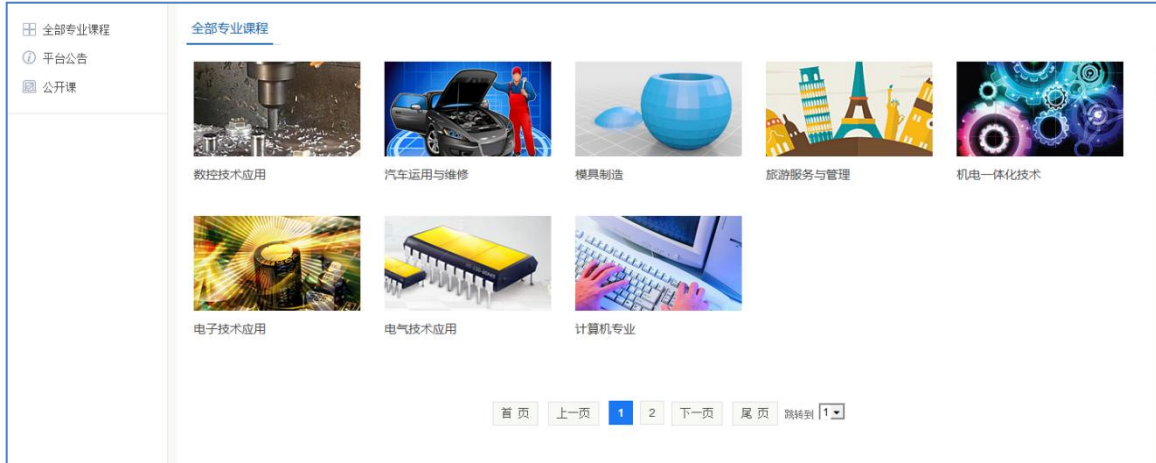 全部专业课程
平台公告
公开课
全部专业课程
数控技术应用
汽车运用与维修
模具制造
旅游服务与管理
机电一体化技术
电子技术应用
电气技术应用
计算机专业
首 页 上一页 1 2 下一页 尾 页 跳转到 1